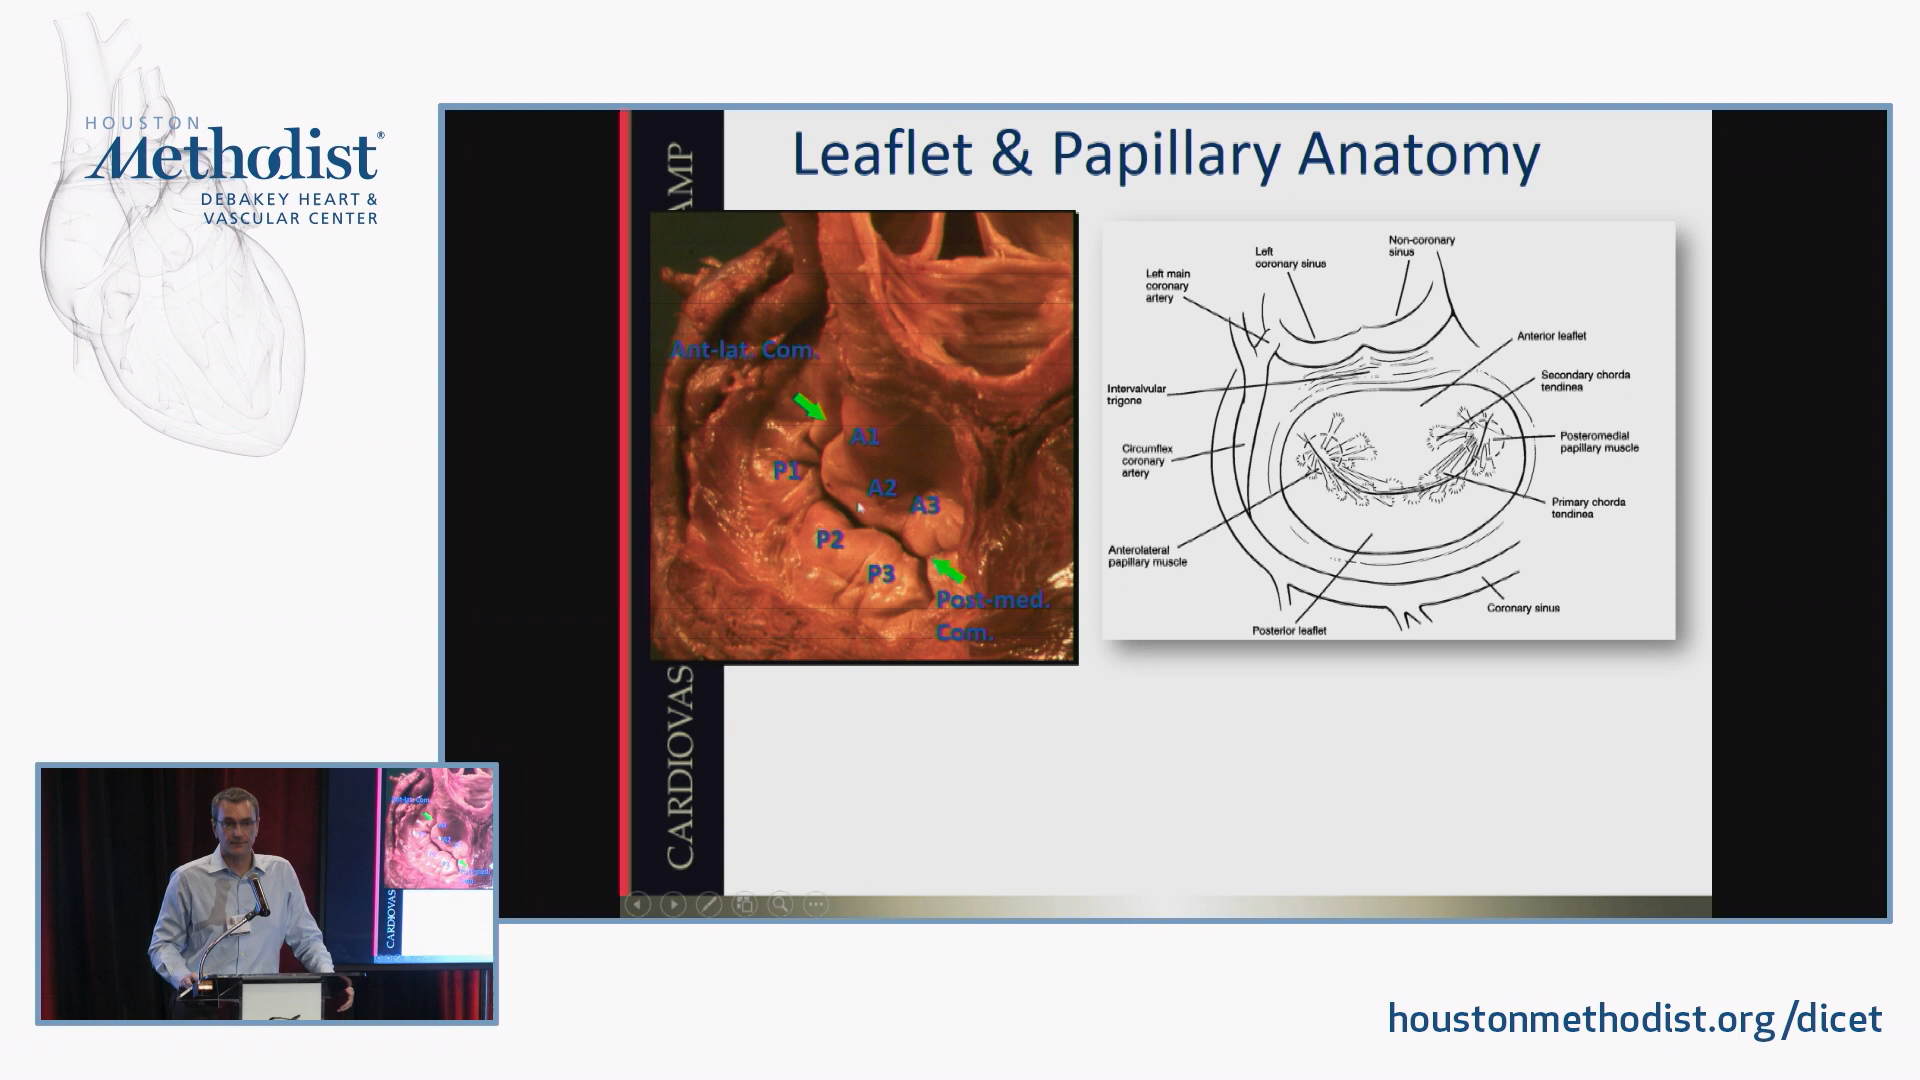 HOUSTON
Methodist®
DEBAKEY HEART &
VASCULAR CENTER
Leaflet & Papillary Anatomy
AMP
CARDIOVAS
Ant-lat. Com.
A1
P1
A2
A3
P2
P3
Post-med.
Com.
Non-coronary
sinus
Left
coronary sinus
Left main
coronary
artery
Anterior leaflet
Secondary chorda
tendinea
Intervalvular
trigone
Posteromedial
papillary muscle
Circumflex
coronary
artery
Primary chorda
tendinea
Anterolateral
papillary muscle
Coronary sinus
Posterior leaflet
CARDIOVAS
houstonmethodist.org/dicet